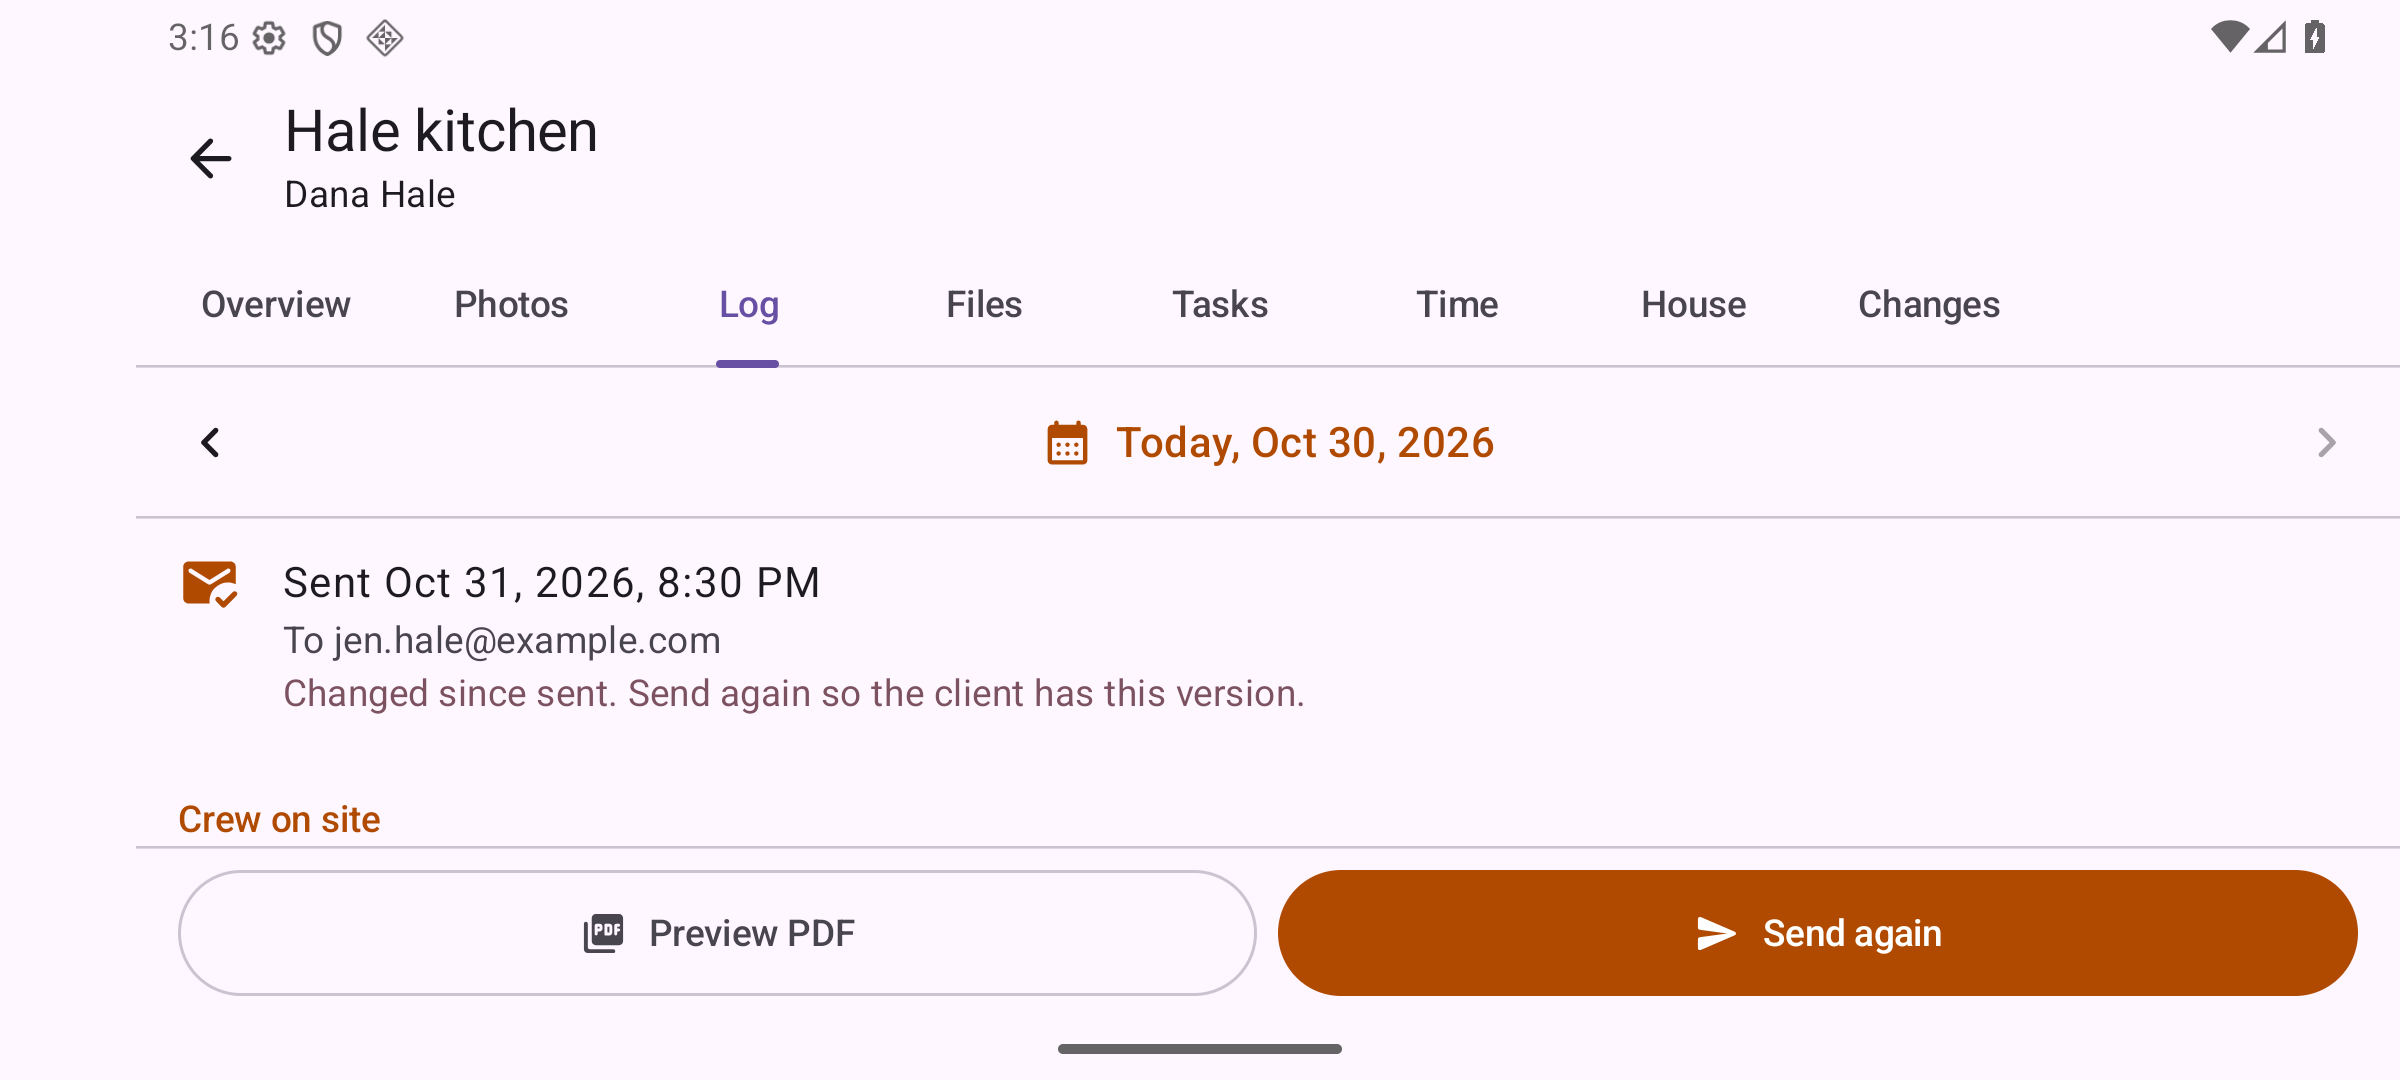 3:16
Hale kitchen
Dana Hale
Overview Photos Log Files Tasks Time House Changes
Today, Oct 30, 2026
Sent Oct 31, 2026, 8:30 PM
To jen.hale@example.com
Changed since sent. Send again so the client has this version.
Crew on site
PDF Preview PDF
Send again